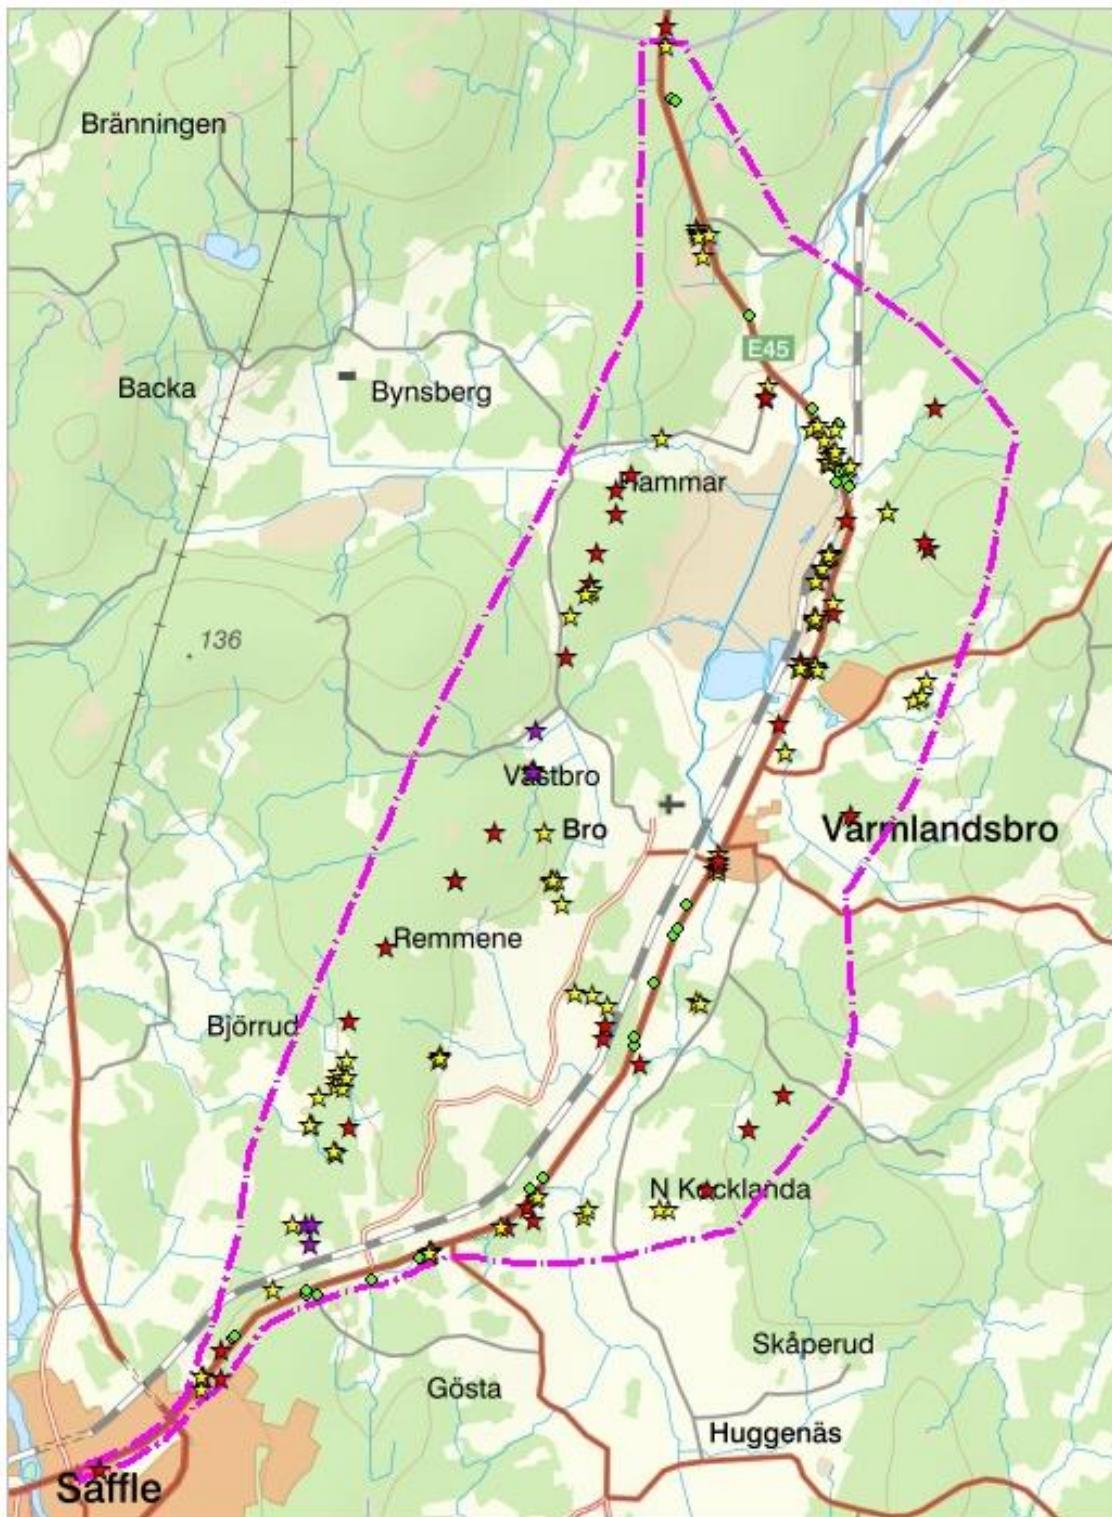 Bränningen
E45
Backa
Bynsberg
Hammar
136
Västbro
Bro
Värmlandsbro
Remmene
Björrud
N Kocklanda
Skåperud
Gösta
Huggenäs
Säffle